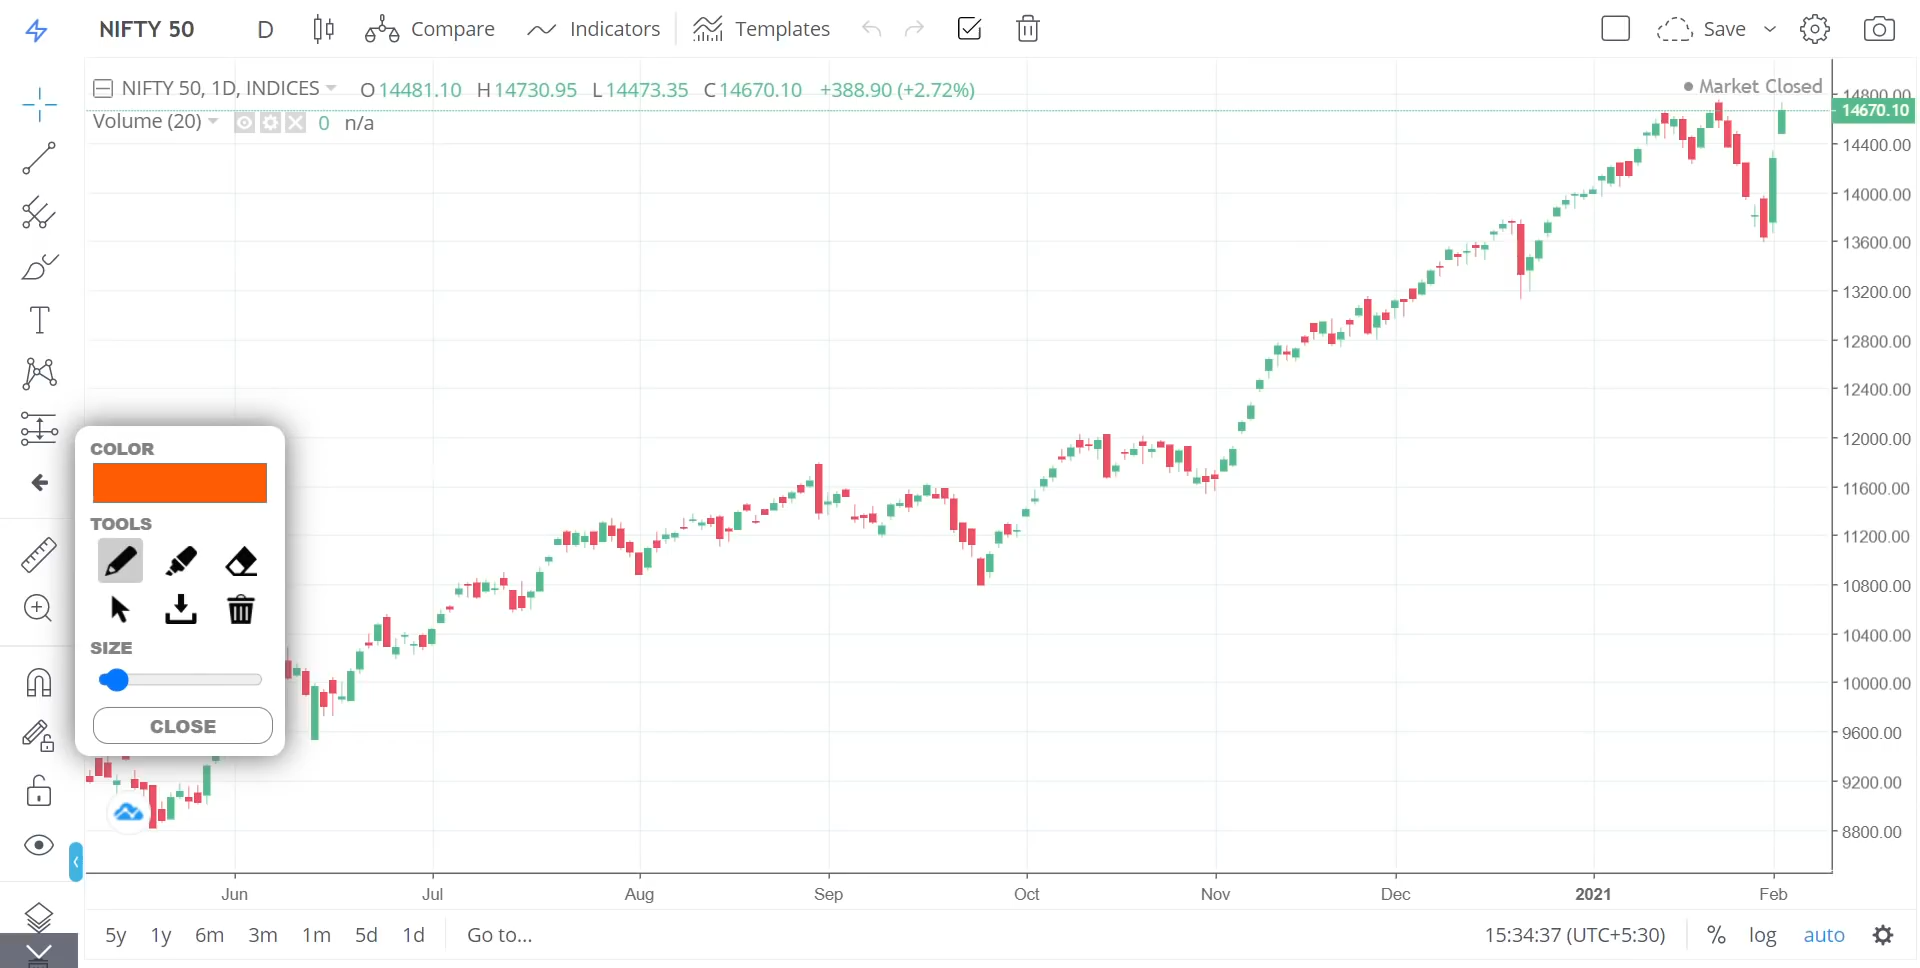 NIFTY 50 D Compare Indicators Templates Save
NIFTY 50, 1D, INDICES O 14481.10 H 14730.95 L 14473.35 C 14670.10 +388.90 (+2.72%)
Market Closed
Volume (20) 0 n/a
14800.00
14670.10
14400.00
14000.00
13600.00
13200.00
12800.00
12400.00
12000.00
11600.00
11200.00
10800.00
10400.00
10000.00
9600.00
9200.00
8800.00
COLOR
TOOLS
SIZE
CLOSE
Jun Jul Aug Sep Oct Nov Dec 2021 Feb
5y 1y 6m 3m 1m 5d 1d Go to... 15:34:37 (UTC+5:30) % log auto